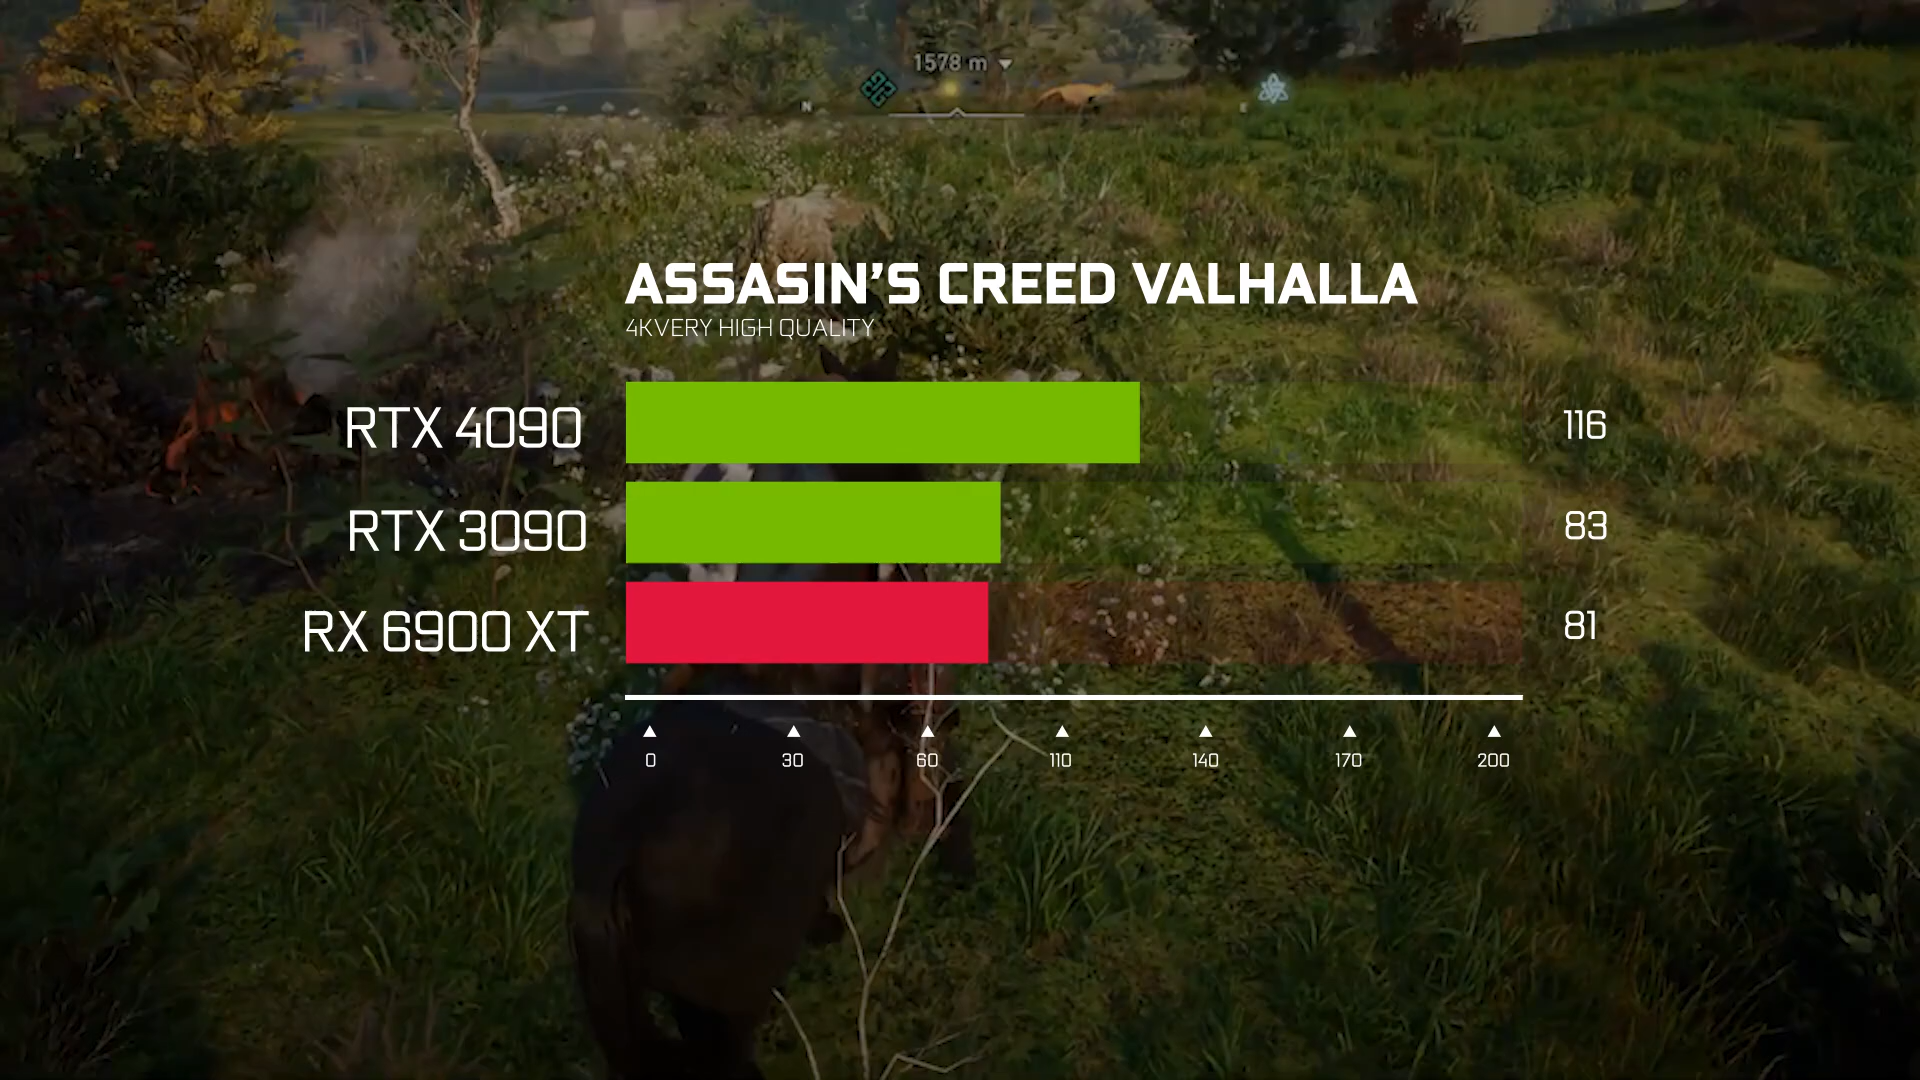 1578 m
N
E
ASSASIN'S CREED VALHALLA
4KVERY HIGH QUALITY
RTX 4090 116
RTX 3090 83
RX 6900 XT 81
0 30 60 110 140 170 200